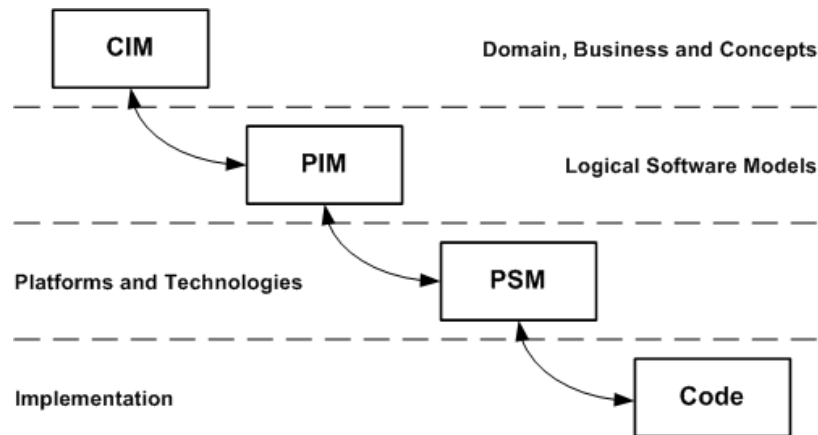 CIM
Domain, Business and Concepts
PIM
Logical Software Models
Platforms and Technologies
PSM
Implementation
Code